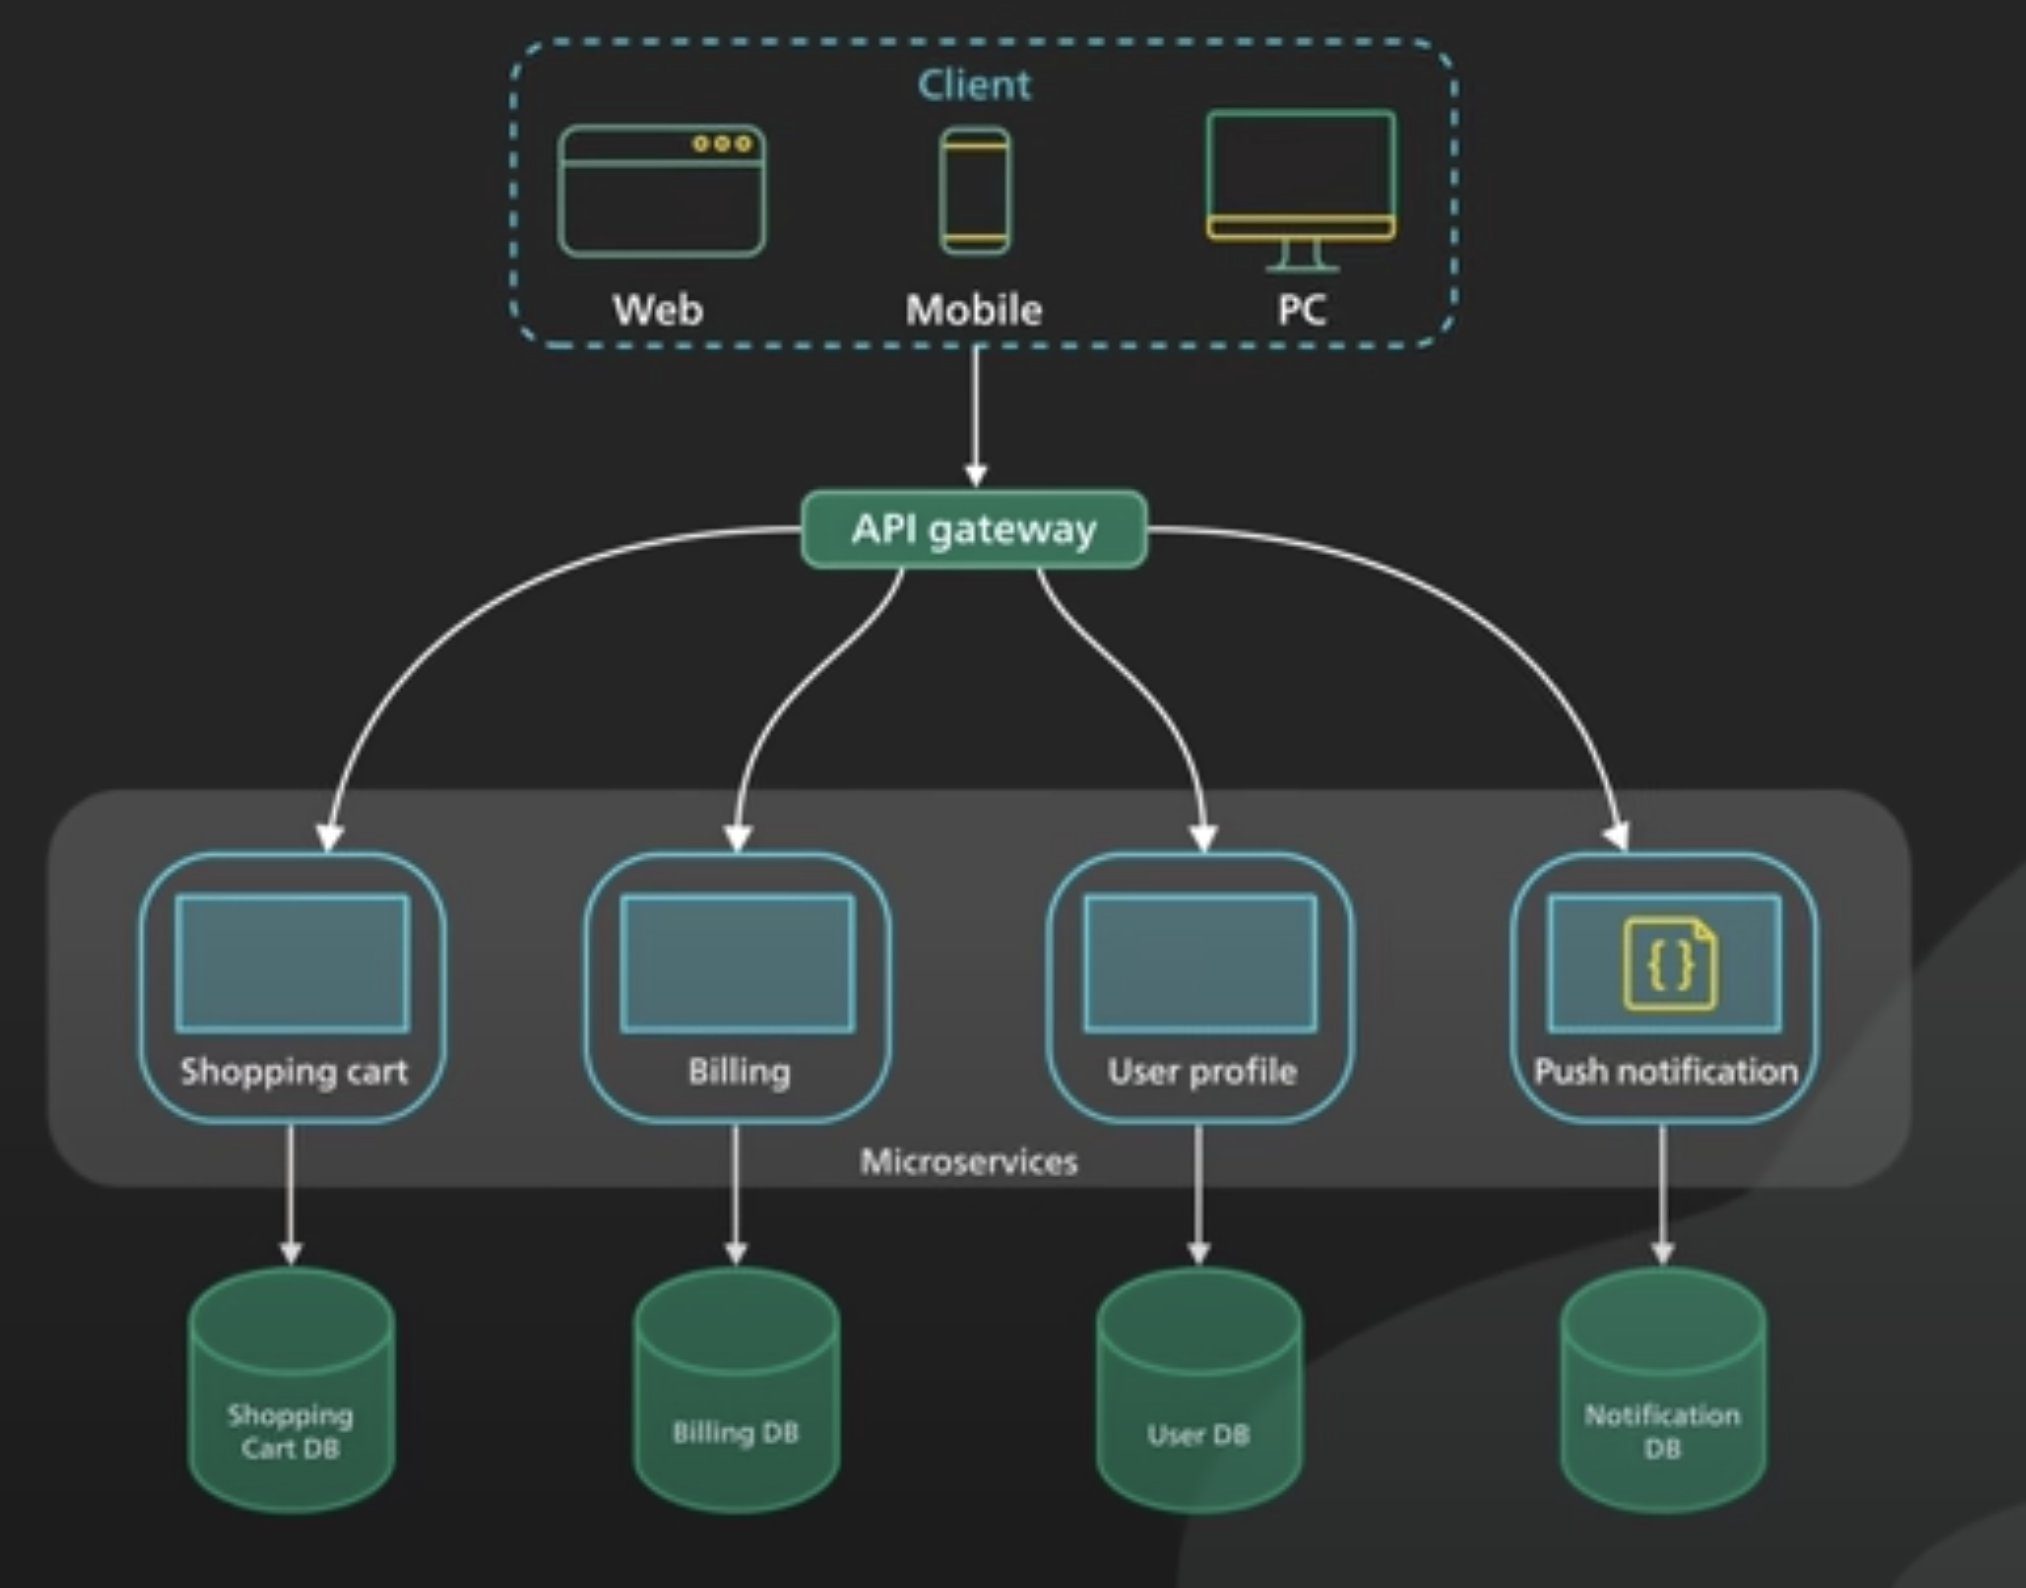 Client
Web
Mobile
PC
API gateway
Shopping cart
Billing
User profile
{ }
Push notification
Microservices
Shopping
Cart DB
Billing DB
User DB
Notification
DB